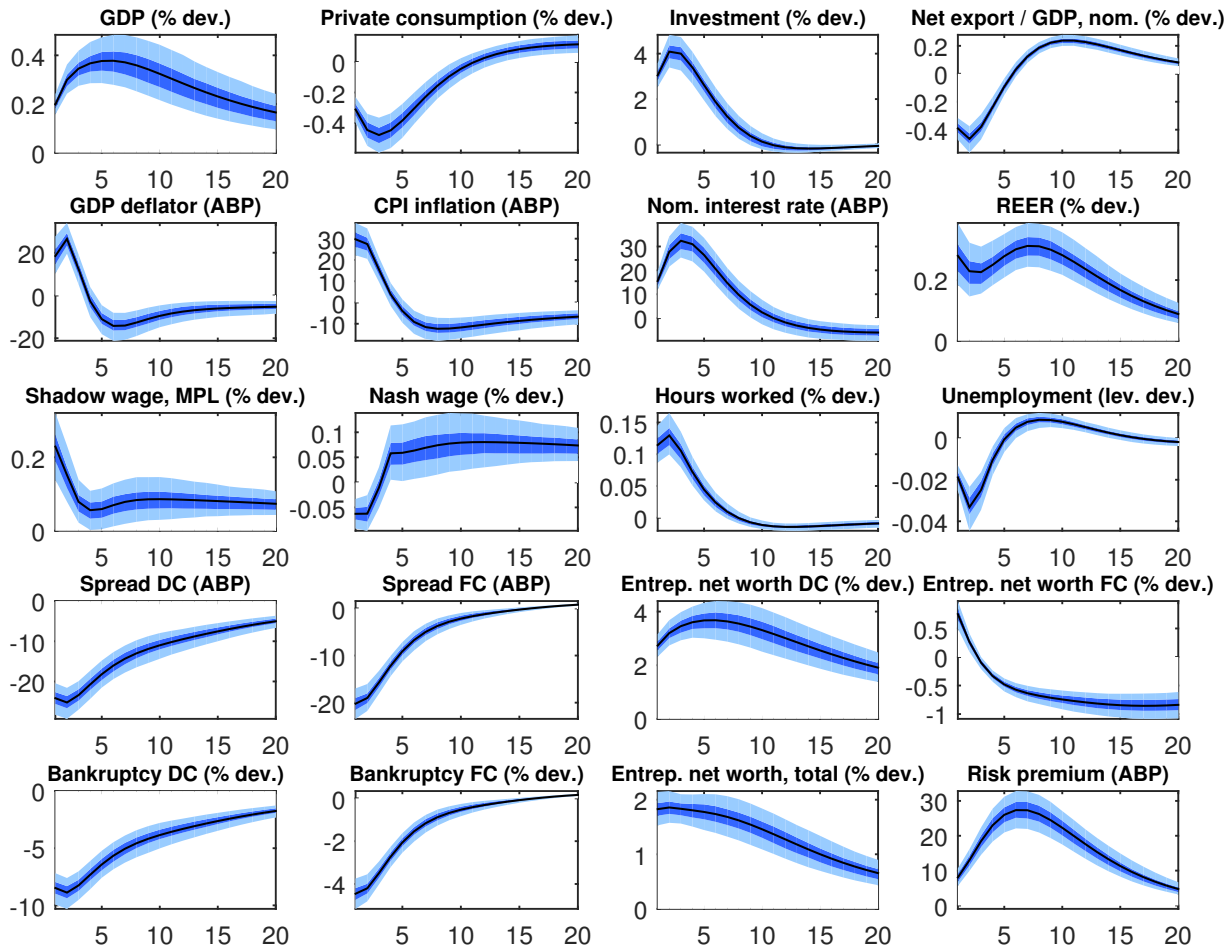 GDP (% dev.)
0.4
0.2
0
5 10 15 20
Private consumption (% dev.)
0
-0.2
-0.4
5 10 15 20
Investment (% dev.)
4
2
0
5 10 15 20
Net export / GDP, nom. (% dev.)
0.2
0
-0.2
-0.4
5 10 15 20
GDP deflator (ABP)
20
0
-20
5 10 15 20
CPI inflation (ABP)
30
20
10
0
-10
5 10 15 20
Nom. interest rate (ABP)
30
20
10
0
5 10 15 20
REER (% dev.)
0.2
0
5 10 15 20
Shadow wage, MPL (% dev.)
0.2
0
5 10 15 20
Nash wage (% dev.)
0.1
0.05
0
-0.05
5 10 15 20
Hours worked (% dev.)
0.15
0.1
0.05
0
5 10 15 20
Unemployment (lev. dev.)
0
-0.02
-0.04
5 10 15 20
Spread DC (ABP)
0
-10
-20
5 10 15 20
Spread FC (ABP)
0
-10
-20
5 10 15 20
Entrep. net worth DC (% dev.)
4
2
0
5 10 15 20
Entrep. net worth FC (% dev.)
0.5
0
-0.5
-1
5 10 15 20
Bankruptcy DC (% dev.)
0
-5
-10
5 10 15 20
Bankruptcy FC (% dev.)
0
-2
-4
5 10 15 20
Entrep. net worth, total (% dev.)
2
1
0
5 10 15 20
Risk premium (ABP)
30
20
10
0
5 10 15 20